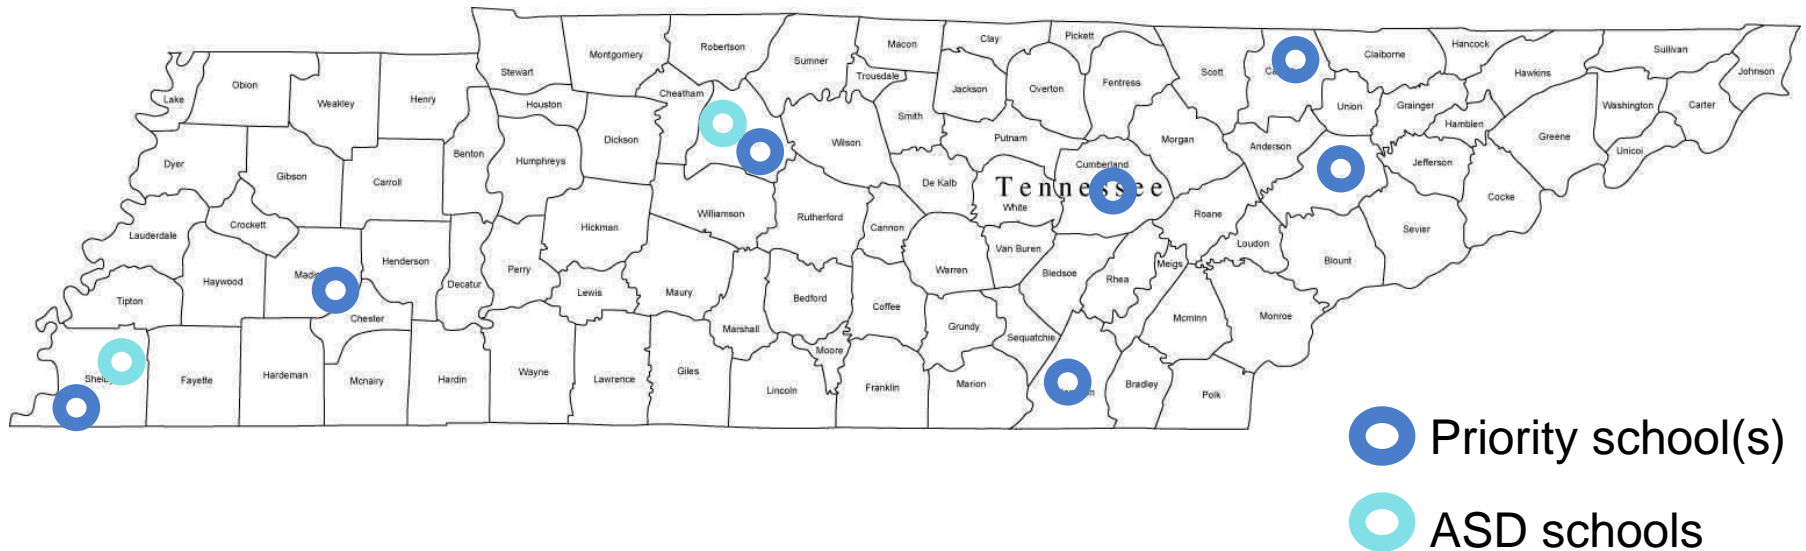 Stewart
Montgomery
Robertson
Sumner
Macon
Trousdale
Clay
Pickett
Jackson
Overton
Fentress
Scott
Claiborne
Hancock
Hawkins
Sullivan
Johnson
Lake
Obion
Weakley
Henry
Houston
Dickson
Cheatham
Wilson
Smith
Putnam
Morgan
Anderson
Union
Grainger
Hamblen
Washington
Carter
Greene
Unicoi
Dyer
Gibson
Carroll
Benton
Humphreys
De Kalb
White
Cumberland
Tennessee
Jefferson
Cocke
Lauderdale
Crockett
Hickman
Williamson
Rutherford
Cannon
Roane
Loudon
Sevier
Blount
Tipton
Haywood
Henderson
Decatur
Perry
Lewis
Maury
Bedford
Coffee
Warren
Van Buren
Bledsoe
Rhea
Meigs
Chester
Marshall
Moore
Grundy
Sequatchie
Mcminn
Monroe
Fayette
Hardeman
Mcnairy
Hardin
Wayne
Lawrence
Giles
Lincoln
Franklin
Marion
Bradley
Polk
Priority school(s)
ASD schools